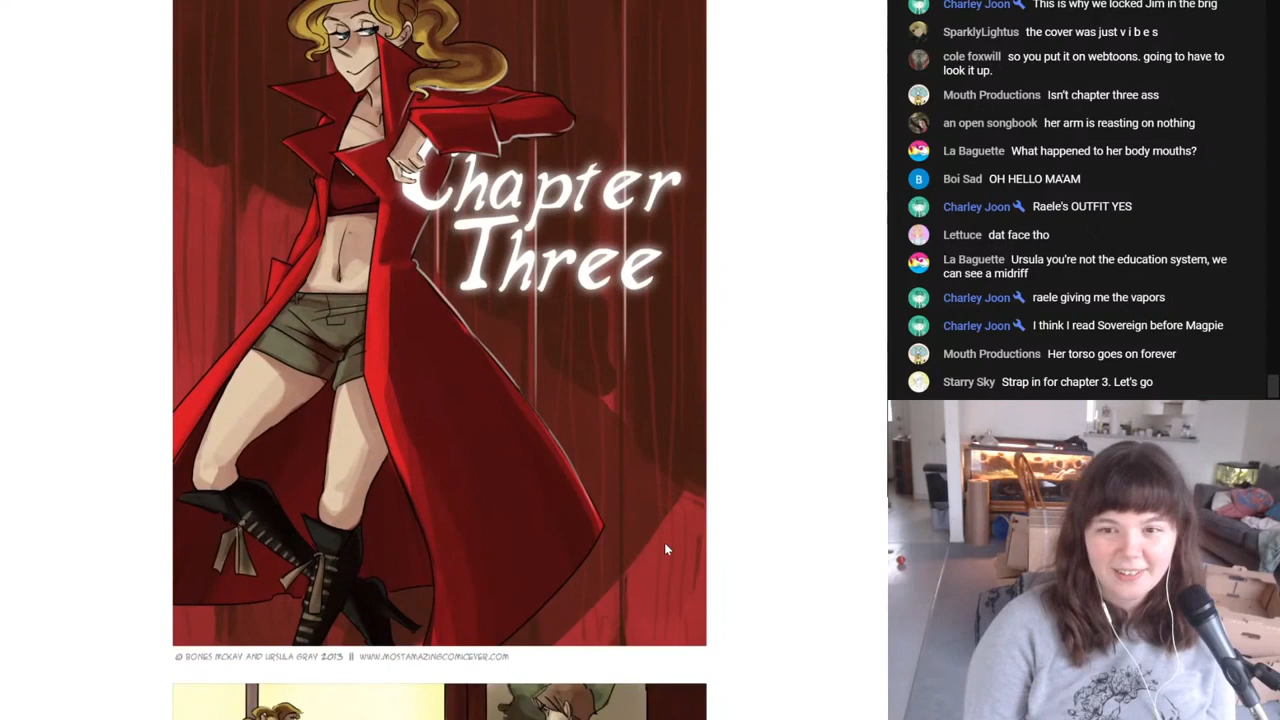 Chapter
Three
© BONES MCKAY AND URSULA GRAY 2013 || WWW.MOSTAMAZINGCOMICEVER.COM
Charley Joon This is why we locked Jim in the brig
SparklyLightus the cover was just v i b e s
cole foxwill so you put it on webtoons. going to have to
look it up.
Mouth Productions Isn't chapter three ass
an open songbook her arm is reasting on nothing
La Baguette What happened to her body mouths?
B
Boi Sad OH HELLO MA'AM
Charley Joon Raele's OUTFIT YES
Lettuce dat face tho
La Baguette Ursula you're not the education system, we
can see a midriff
Charley Joon raele giving me the vapors
Charley Joon I think I read Sovereign before Magpie
Mouth Productions Her torso goes on forever
Starry Sky Strap in for chapter 3. Let's go